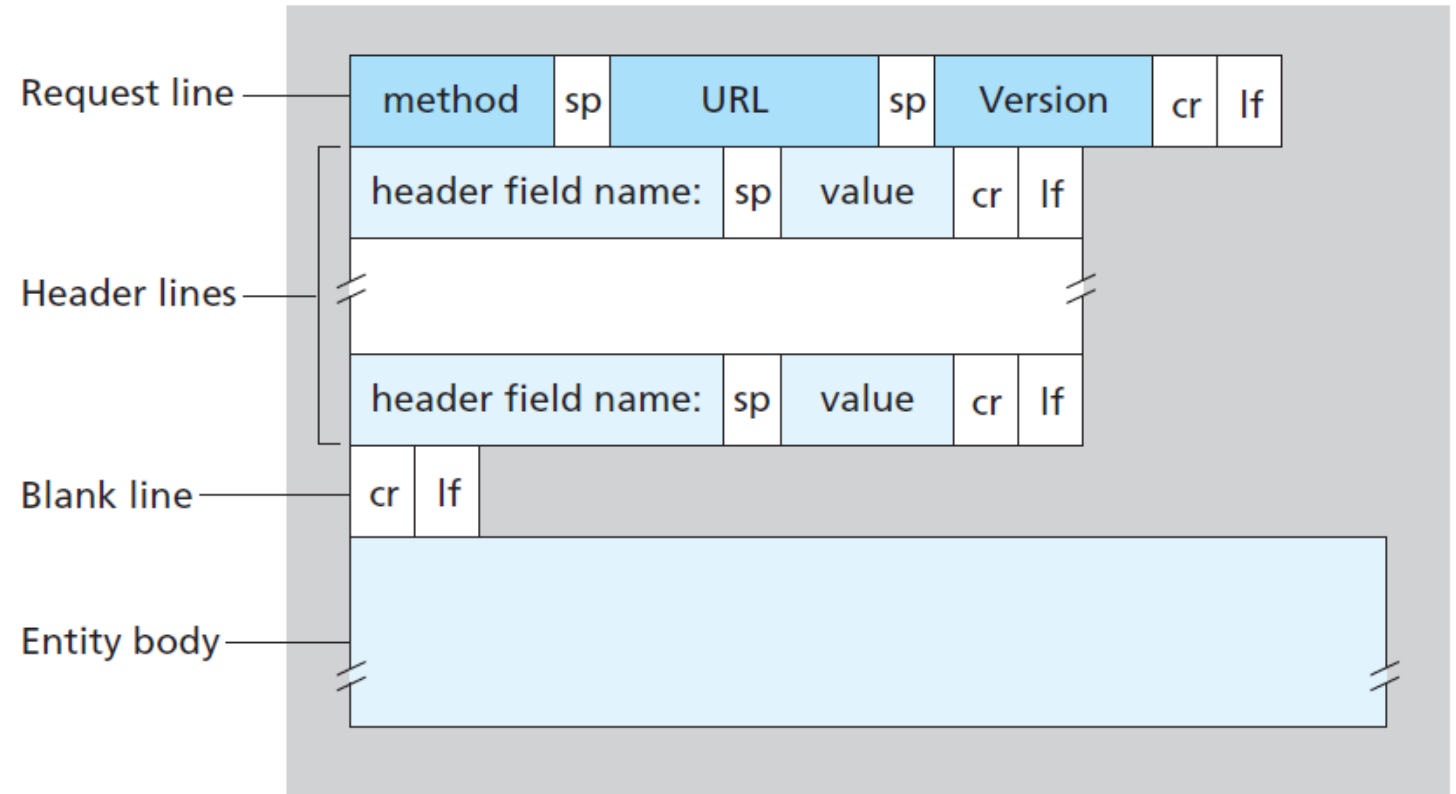 Request line method sp URL sp Version cr lf
header field name: sp value cr lf
Header lines
header field name: sp value cr lf
Blank line cr lf
Entity body